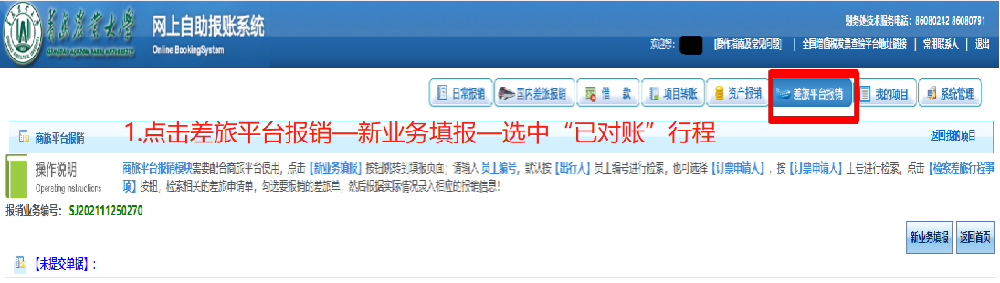 青岛农业大学
QINGDAO AGRICULTURAL UNIVERSITY
网上自助报账系统
Online BookingSystem
财务处技术服务电话: 86080242 86080791
欢迎您:
[操作指南及常见问题] | 全国增值税发票查验平台地址链接 | 常用联系人 | 退出
日常报销 国内差旅报销 借 款 项目转账 资产报销 差旅平台报销 我的项目 系统管理
商旅平台报销 1.点击差旅平台报销—新业务填报—选中“已对账”行程 返回我的项目
操作说明
Operating instructions
商旅平台报销模块需要配合商旅平台使用，点击【新业务填报】按钮跳转到填报页面；请输入 员工编号，默认按【出行人】员工编号进行检索，也可选择【订票申请人】，按【订票申请人】工号进行检索。点击【检索差旅行程事
项】按钮，检索相关的差旅申请单，勾选要报销的差旅单，然后根据实际情况录入相应的报销信息！
报销业务编号： SJ202111250270
新业务填报 返回首页
【未提交单据】：